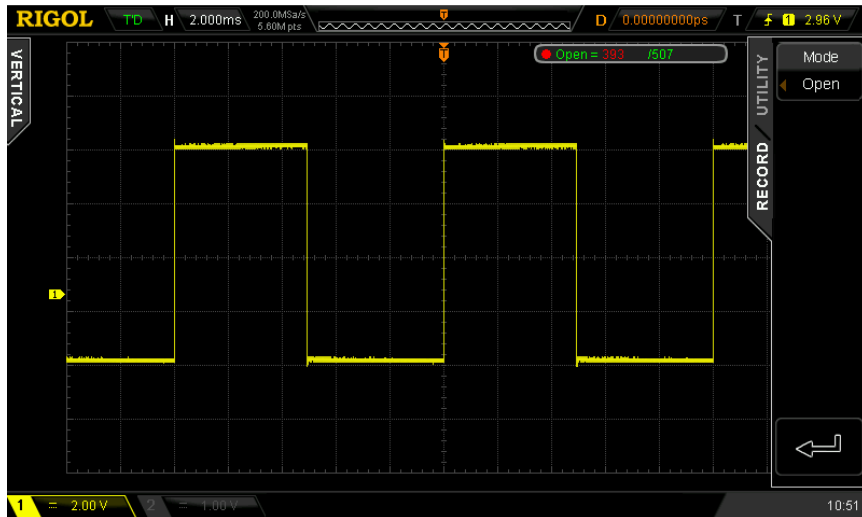 RIGOL T'D H 2.000ms 200.0MSa/s 5.60M pts D 0.00000000ps T 1 2.96 V
T
VERTICAL
T
Open = 393 /507
UTILITY
RECORD
Mode
Open
1
1 = 2.00 V 2 = 1.00 V 10:51